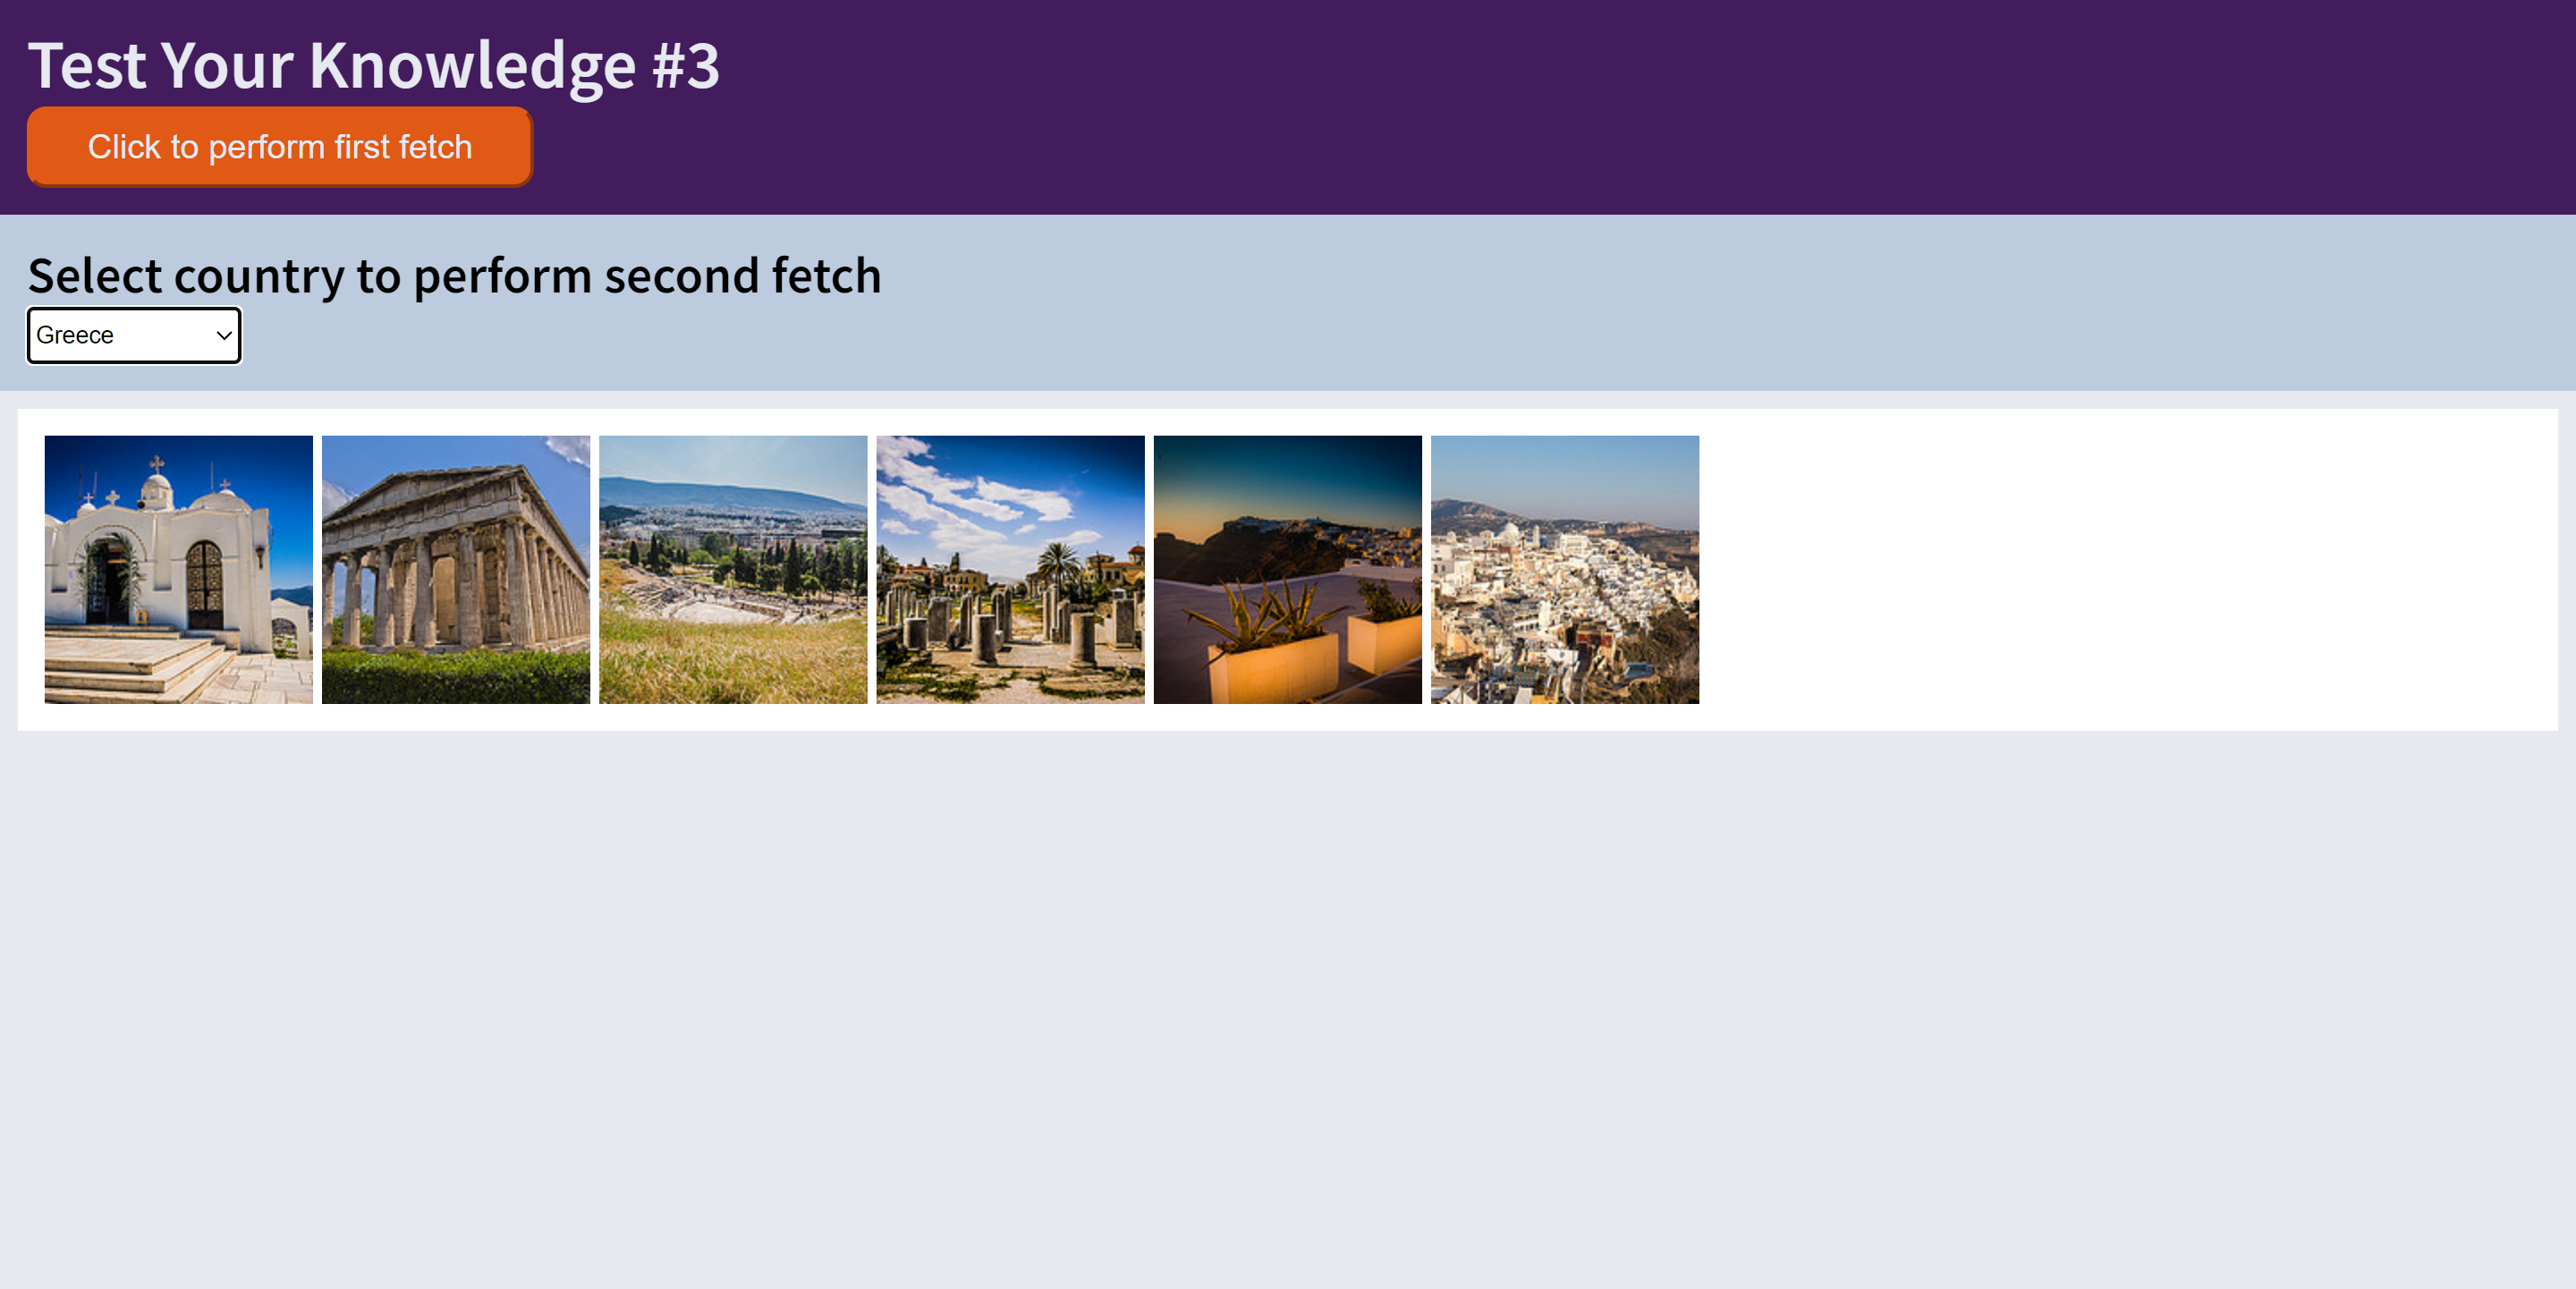 Test Your Knowledge #3
Click to perform first fetch
Select country to perform second fetch
Greece